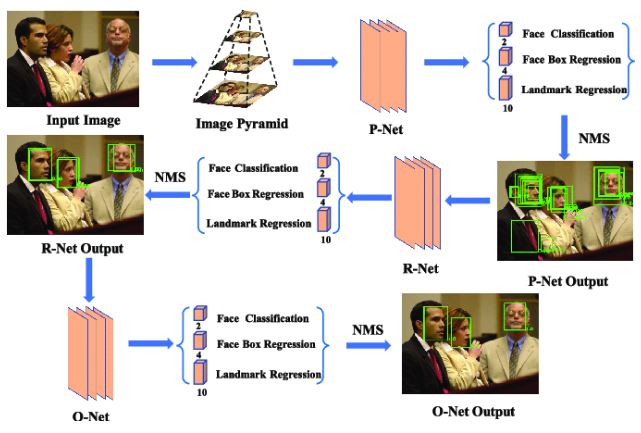 Input Image
Image Pyramid
P-Net
2
Face Classification
4
Face Box Regression
10
Landmark Regression
NMS
P-Net Output
R-Net
Face Classification
2
Face Box Regression
4
Landmark Regression
10
NMS
R-Net Output
O-Net
2
Face Classification
4
Face Box Regression
10
Landmark Regression
NMS
O-Net Output